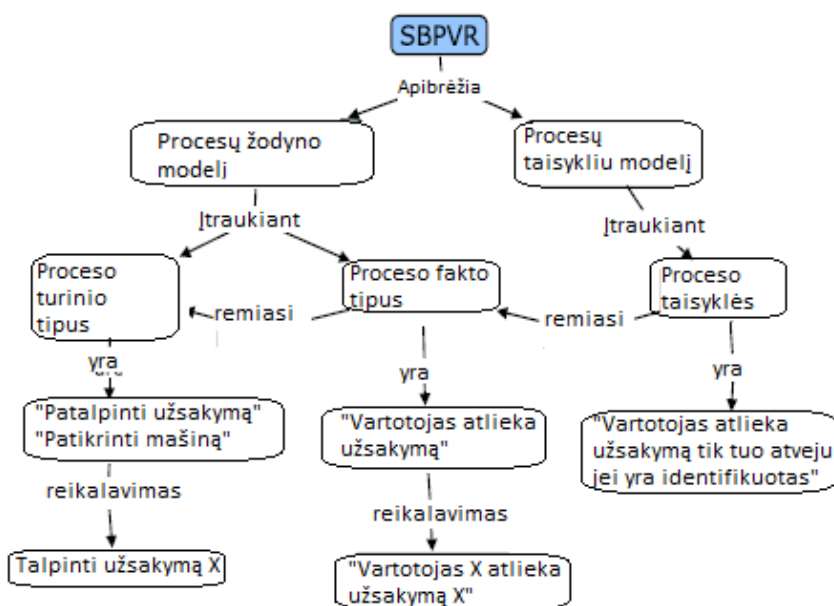 SBPVR
Apibrėžia
Procesų žodyno
modelį
Procesų
taisykliu modelį
Įtraukiant
Įtraukiant
Proceso
turinio
tipus
remiasi
Proceso fakto
tipus
remiasi
Proceso
taisyklės
yra
yra
yra
"Patalpinti užsakymą"
"Patikrinti mašiną"
"Vartotojas atlieka
užsakymą"
"Vartotojas atlieka
užsakymą tik tuo atveju
jei yra identifikuotas"
reikalavimas
reikalavimas
Talpinti užsakymą X
"Vartotojas X atlieka
užsakymą X"